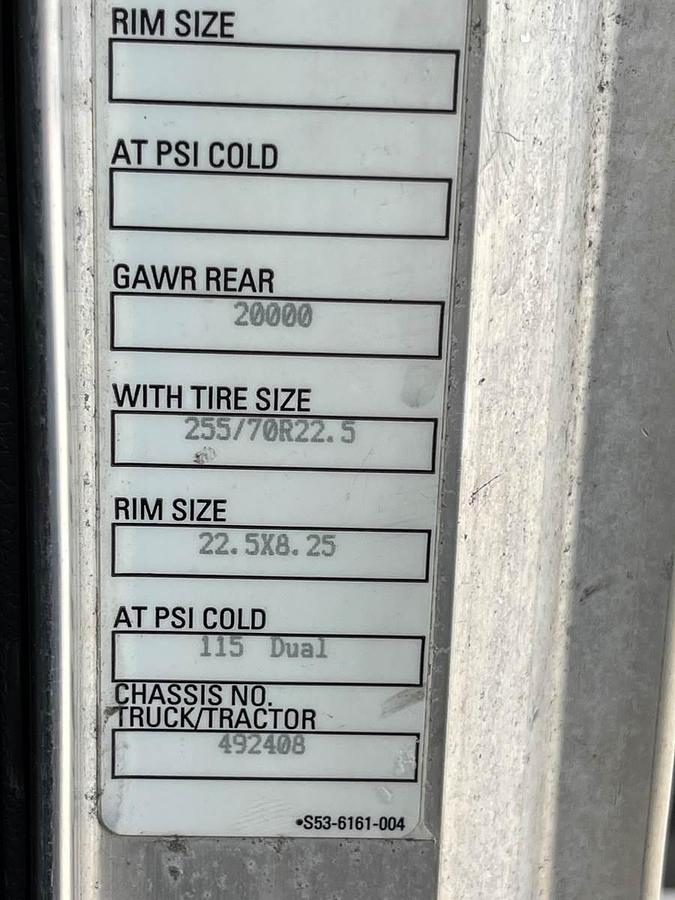 RIM SIZE
AT PSI COLD
GAWR REAR
20000
WITH TIRE SIZE
255/70R22.5
RIM SIZE
22.5X8.25
AT PSI COLD
115 Dual
CHASSIS NO.
TRUCK/TRACTOR
492408
•S53-6161-004